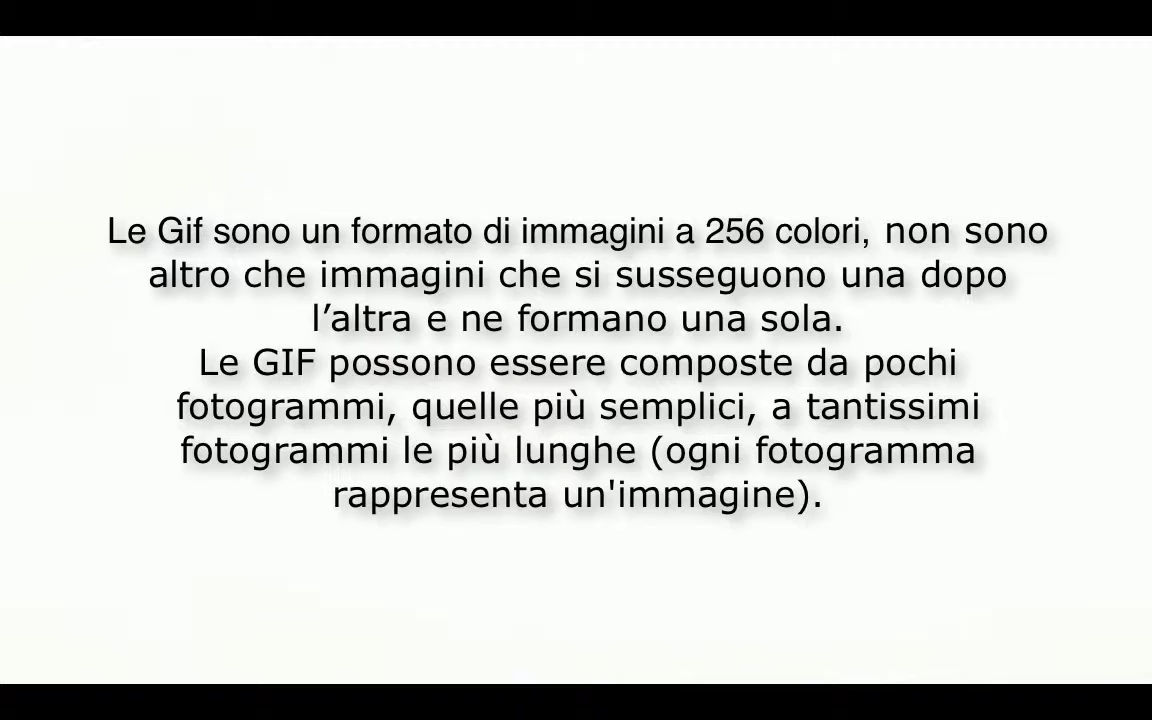 Le Gif sono un formato di immagini a 256 colori, non sono
altro che immagini che si susseguono una dopo
l’altra e ne formano una sola.
Le GIF possono essere composte da pochi
fotogrammi, quelle più semplici, a tantissimi
fotogrammi le più lunghe (ogni fotogramma
rappresenta un'immagine).